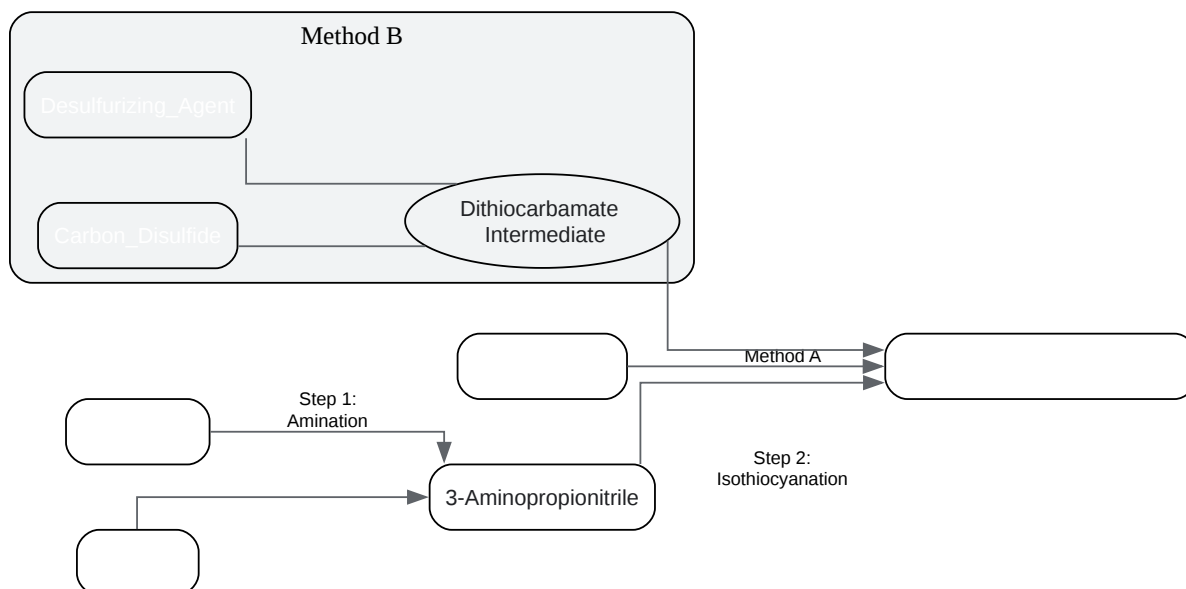 Method B
Desulfurizing_Agent
Carbon_Disulfide
Dithiocarbamate
Intermediate
Method A
Step 1:
Amination
Step 2:
Isothiocyanation
3-Aminopropionitrile